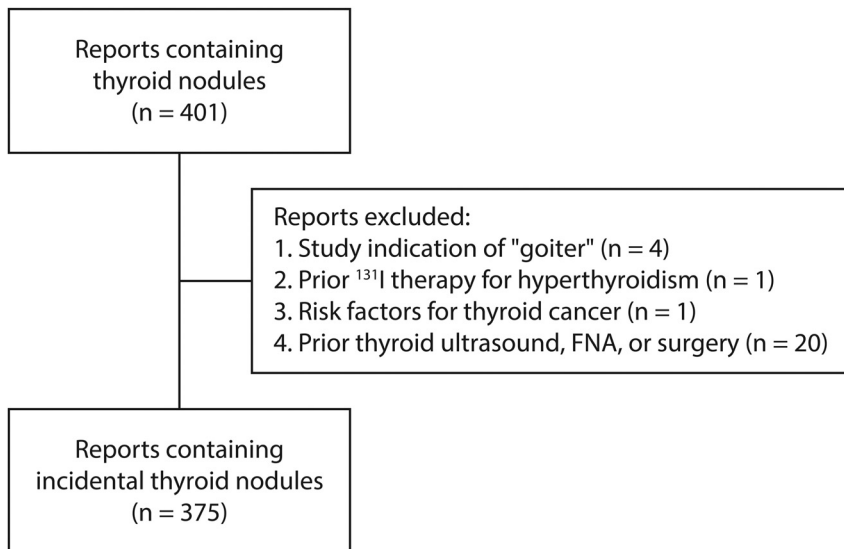 Reports containing
thyroid nodules
(n = 401)
Reports excluded:
1. Study indication of "goiter" (n = 4)
2. Prior ¹³¹I therapy for hyperthyroidism (n = 1)
3. Risk factors for thyroid cancer (n = 1)
4. Prior thyroid ultrasound, FNA, or surgery (n = 20)
Reports containing
incidental thyroid nodules
(n = 375)